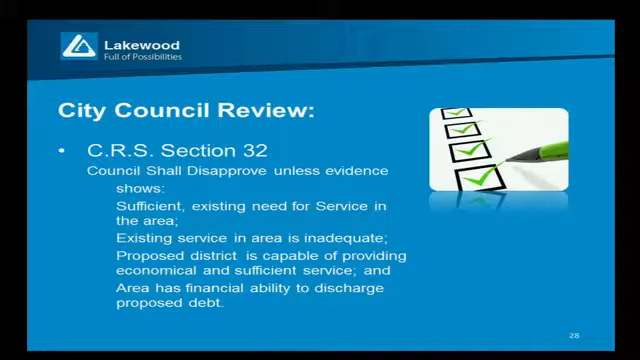 Lakewood
Full of Possibilities
City Council Review:
• C.R.S. Section 32
Council Shall Disapprove unless evidence
shows:
Sufficient, existing need for Service in
the area;
Existing service in area is inadequate;
Proposed district is capable of providing
economical and sufficient service; and
Area has financial ability to discharge
proposed debt.
28